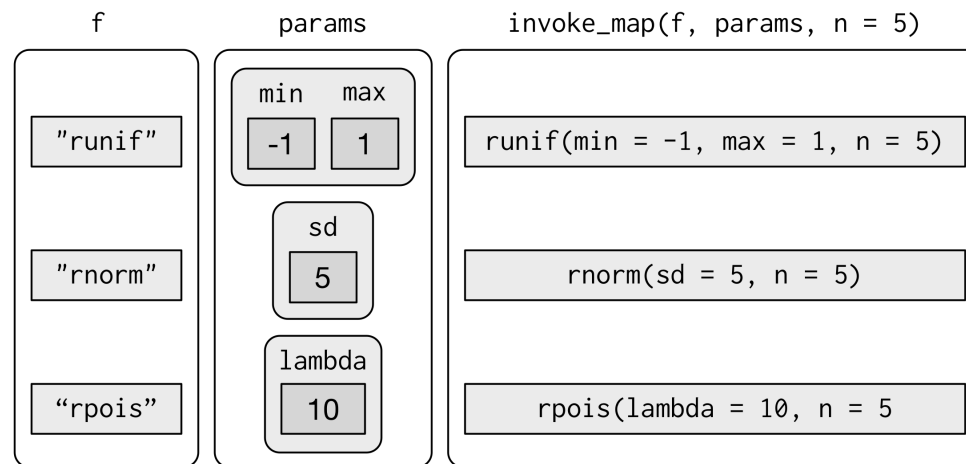 f
params
invoke_map(f, params, n = 5)
min
max
"runif"
-1
1
runif(min = -1, max = 1, n = 5)
sd
"rnorm"
5
rnorm(sd = 5, n = 5)
lambda
“rpois”
10
rpois(lambda = 10, n = 5